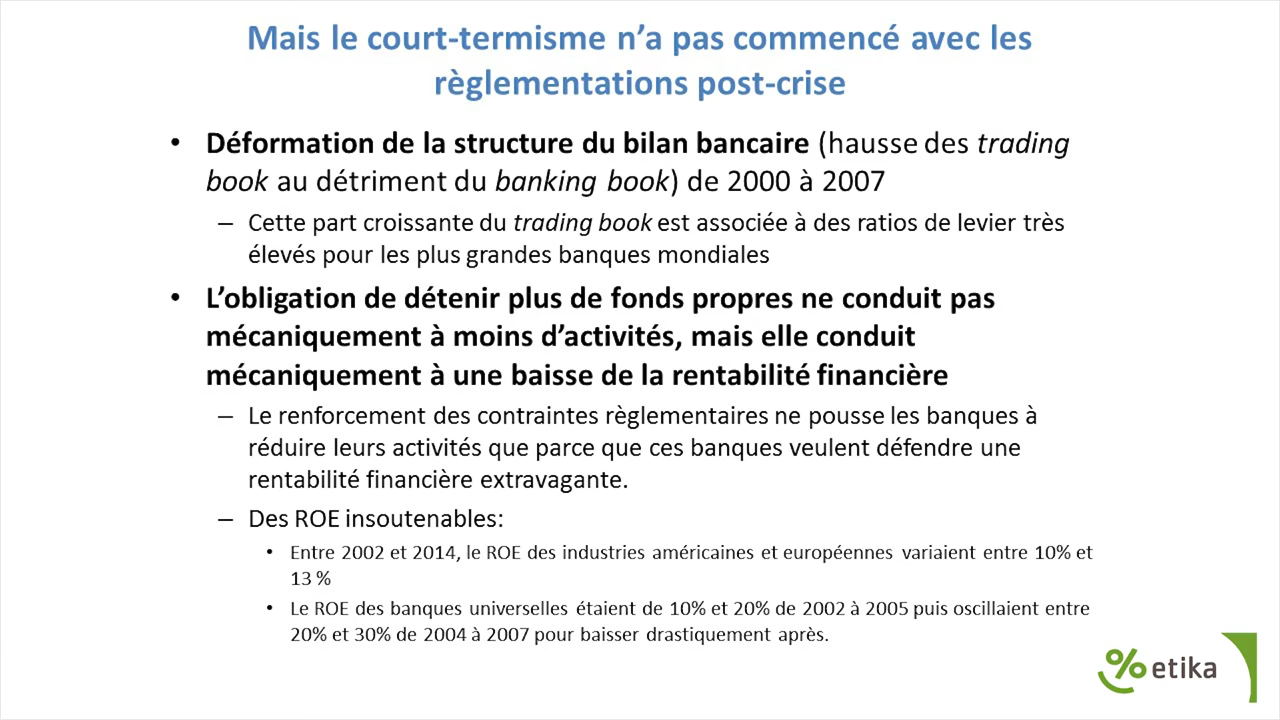 Mais le court-termisme n’a pas commencé avec les
règlementations post-crise
• Déformation de la structure du bilan bancaire (hausse des trading
book au détriment du banking book) de 2000 à 2007
– Cette part croissante du trading book est associée à des ratios de levier très
élevés pour les plus grandes banques mondiales
• L’obligation de détenir plus de fonds propres ne conduit pas
mécaniquement à moins d’activités, mais elle conduit
mécaniquement à une baisse de la rentabilité financière
– Le renforcement des contraintes règlementaires ne pousse les banques à
réduire leurs activités que parce que ces banques veulent défendre une
rentabilité financière extravagante.
– Des ROE insoutenables:
• Entre 2002 et 2014, le ROE des industries américaines et européennes variaient entre 10% et
13 %
• Le ROE des banques universelles étaient de 10% et 20% de 2002 à 2005 puis oscillaient entre
20% et 30% de 2004 à 2007 pour baisser drastiquement après.
% etika